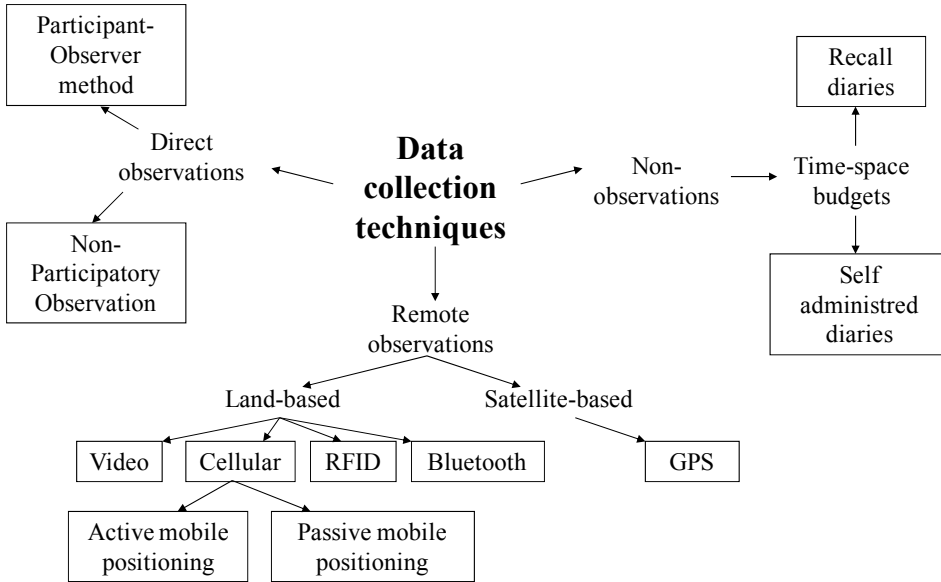 Participant-
Observer
method
Direct
observations
Non-
Participatory
Observation
Data
collection
techniques
Non-
observations
Time-space
budgets
Recall
diaries
Self
administred
diaries
Remote
observations
Land-based
Satellite-based
Video
Cellular
RFID
Bluetooth
GPS
Active mobile
positioning
Passive mobile
positioning